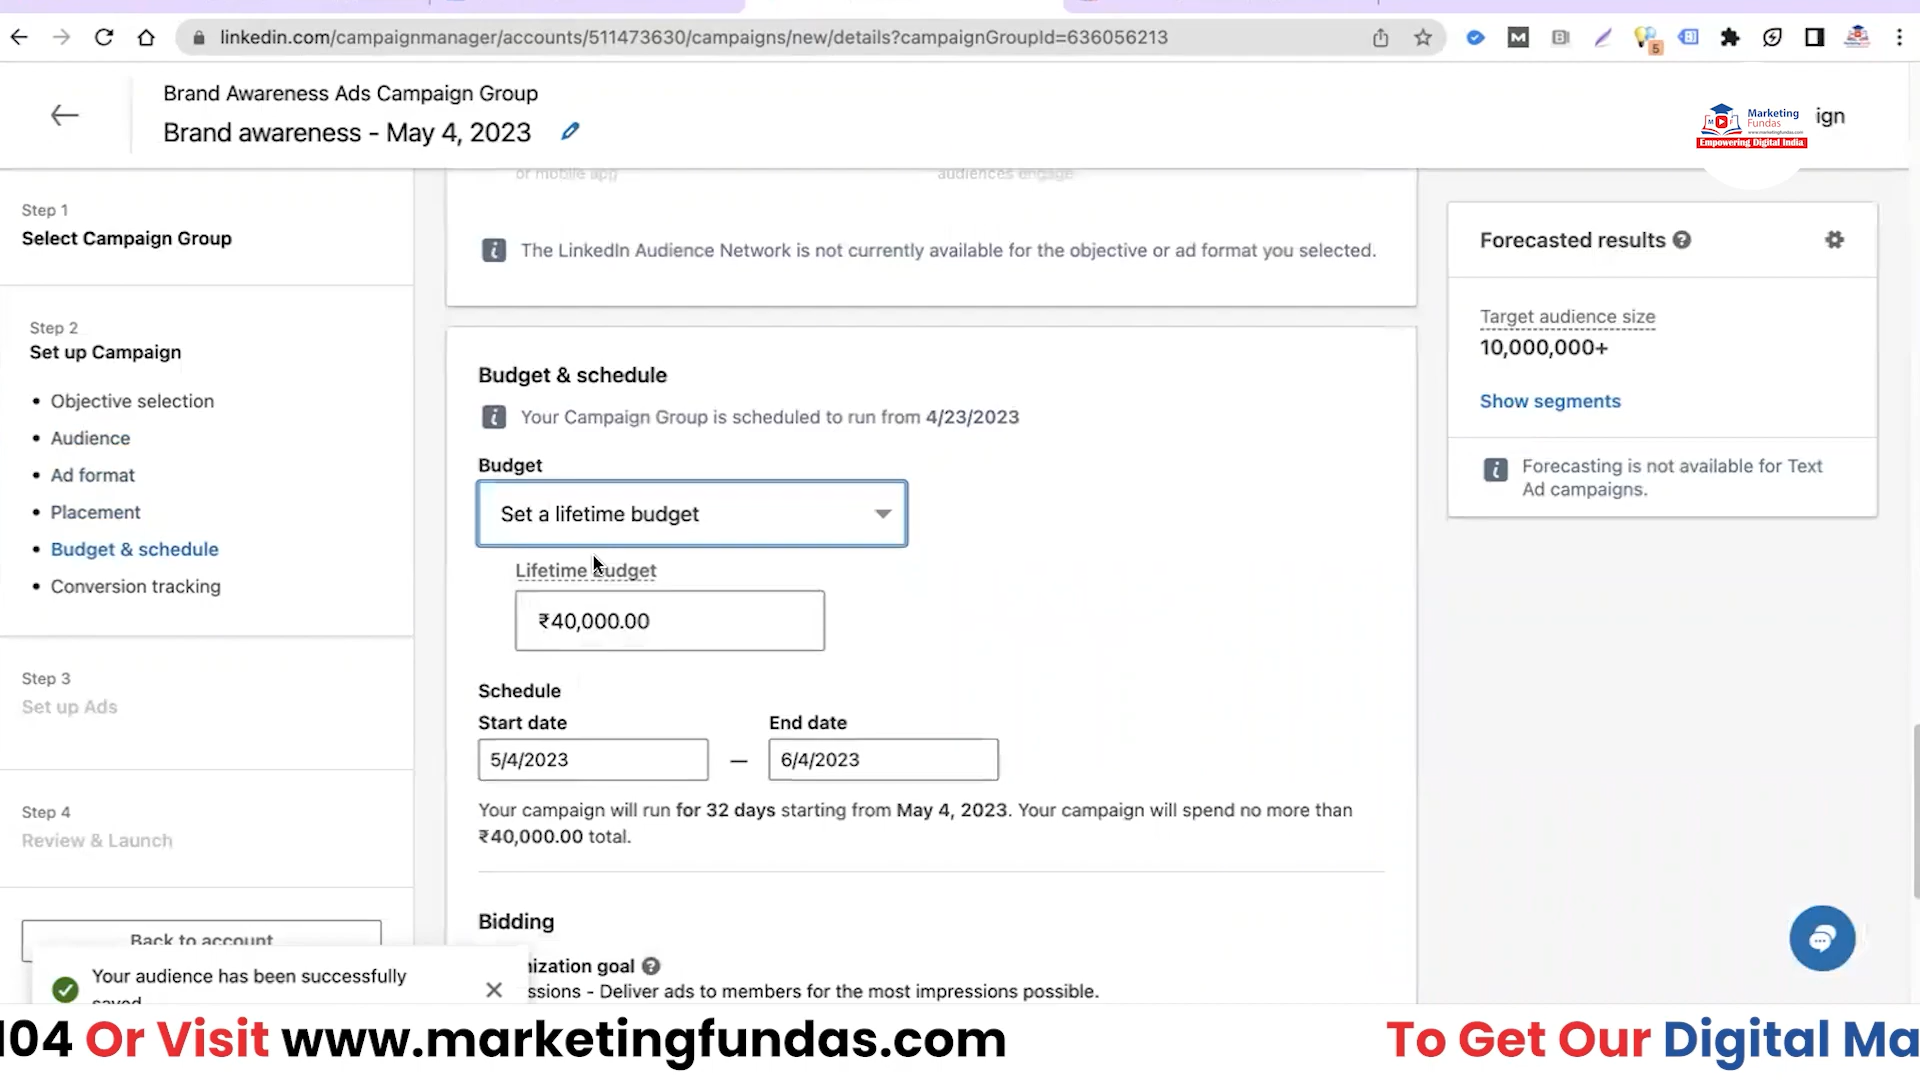 linkedin.com/campaignmanager/accounts/511473630/campaigns/new/details?campaignGroupId=636056213
5
Brand Awareness Ads Campaign Group
Brand awareness - May 4, 2023
Marketing
Fundas
www.marketingfundas.com
Empowering Digital India
ign
Step 1
Select Campaign Group
Step 2
Set up Campaign
• Objective selection
• Audience
• Ad format
• Placement
• Budget & schedule
• Conversion tracking
Step 3
Set up Ads
Step 4
Review & Launch
Back to account
Your audience has been successfully
saved
or mobile app
audiences engage
The LinkedIn Audience Network is not currently available for the objective or ad format you selected.
Budget & schedule
Your Campaign Group is scheduled to run from 4/23/2023
Budget
Set a lifetime budget
Lifetime budget
₹40,000.00
Schedule
Start date
End date
5/4/2023 — 6/4/2023
Your campaign will run for 32 days starting from May 4, 2023. Your campaign will spend no more than
₹40,000.00 total.
Bidding
ization goal
ssions - Deliver ads to members for the most impressions possible.
Forecasted results
Target audience size
10,000,000+
Show segments
Forecasting is not available for Text
Ad campaigns.
104 Or Visit www.marketingfundas.com
To Get Our Digital Ma